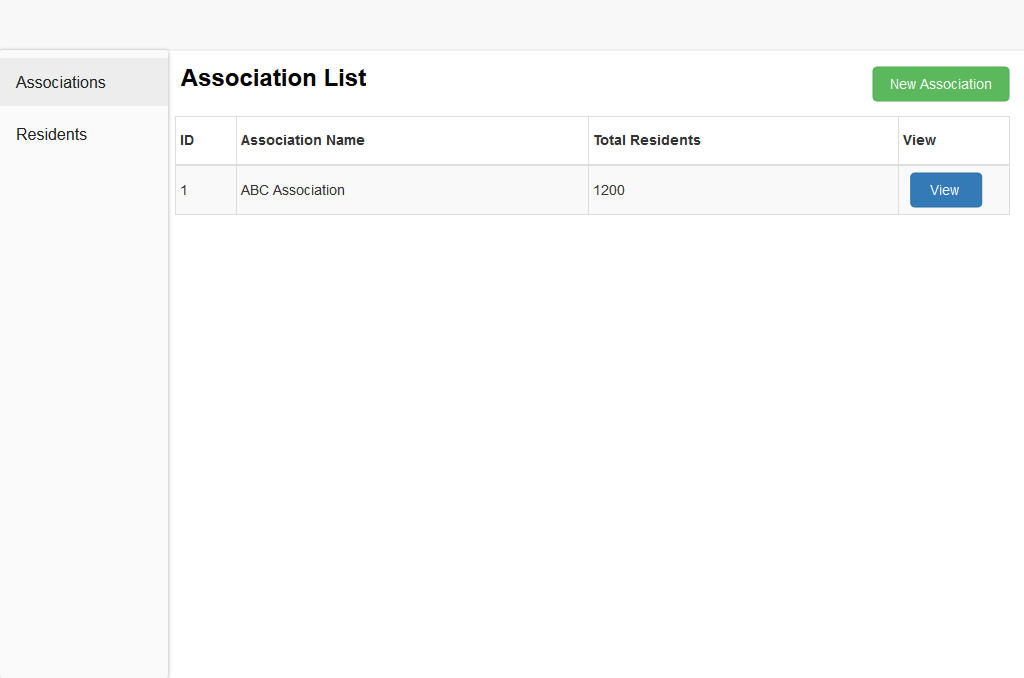 Associations
Residents
Association List
New Association
ID Association Name Total Residents View
1 ABC Association 1200 View